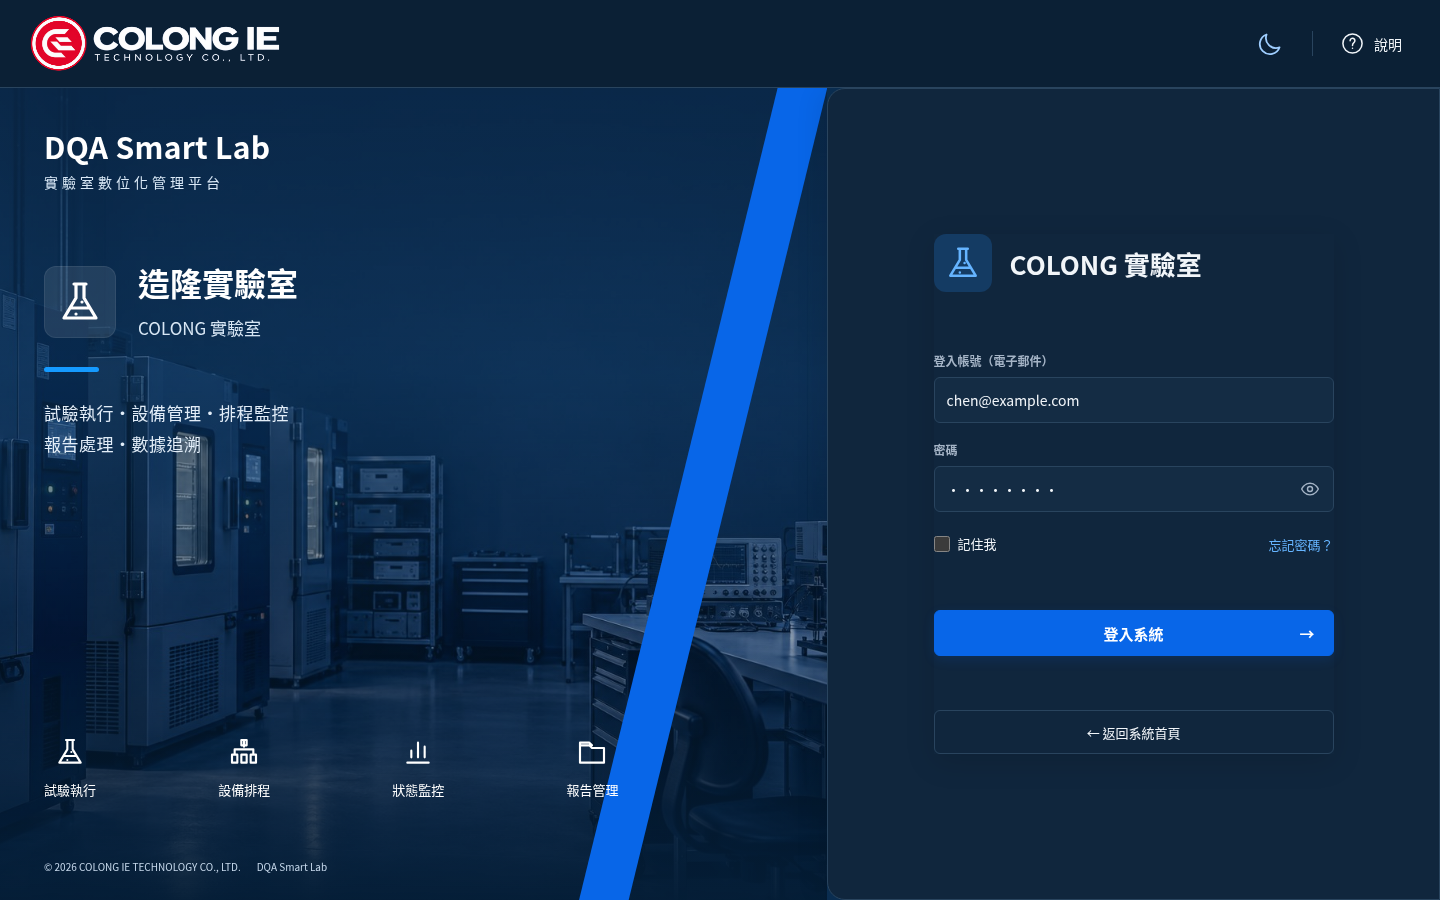 COLONG IE
TECHNOLOGY CO., LTD.
說明
DQA Smart Lab
實驗室數位化管理平台
造隆實驗室
COLONG 實驗室
試驗執行・設備管理・排程監控
報告處理・數據追溯
試驗執行
設備排程
狀態監控
報告管理
© 2026 COLONG IE TECHNOLOGY CO., LTD. DQA Smart Lab
COLONG 實驗室
登入帳號（電子郵件）
chen@example.com
密碼
記住我
忘記密碼？
登入系統 →
← 返回系統首頁